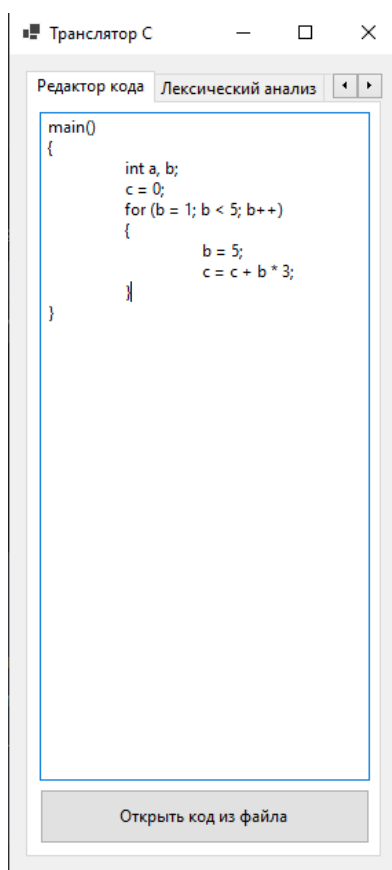 Транслятор С
Редактор кода
Лексический анализ
main()
{
int a, b;
c = 0;
for (b = 1; b < 5; b++)
{
b = 5;
c = c + b * 3;
}
}
Открыть код из файла